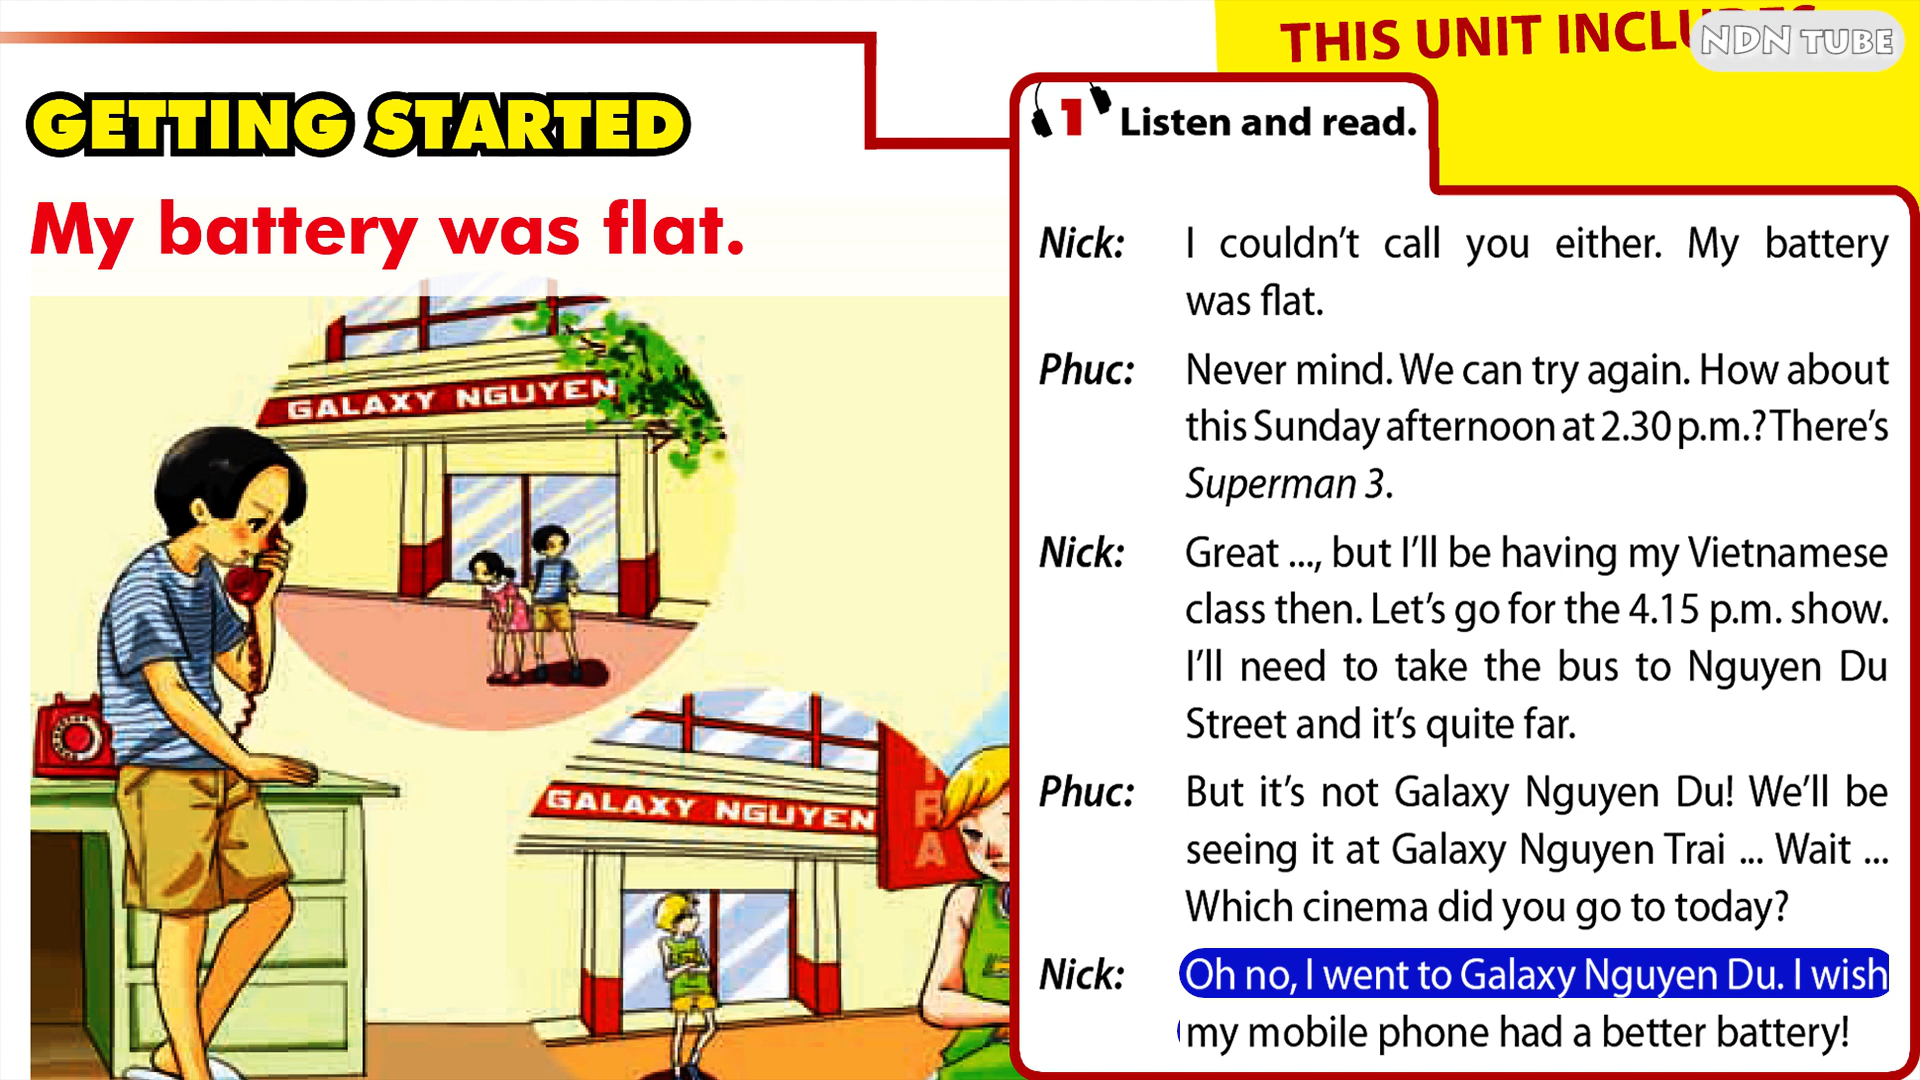 THIS UNIT
NDN TUBE
GETTING STARTED
My battery was flat.
GALAXY NGUYEN
GALAXY NGUYEN
RA
1 Listen and read.
Nick: I couldn't call you either. My battery
was flat.
Phuc: Never mind. We can try again. How about
this Sunday afternoon at 2.30 p.m.? There's
Superman 3.
Nick: Great ..., but I'll be having my Vietnamese
class then. Let's go for the 4.15 p.m. show.
I'll need to take the bus to Nguyen Du
Street and it's quite far.
Phuc: But it's not Galaxy Nguyen Du! We'll be
seeing it at Galaxy Nguyen Trai ... Wait ...
Which cinema did you go to today?
Nick: Oh no, I went to Galaxy Nguyen Du. I wish
my mobile phone had a better battery!